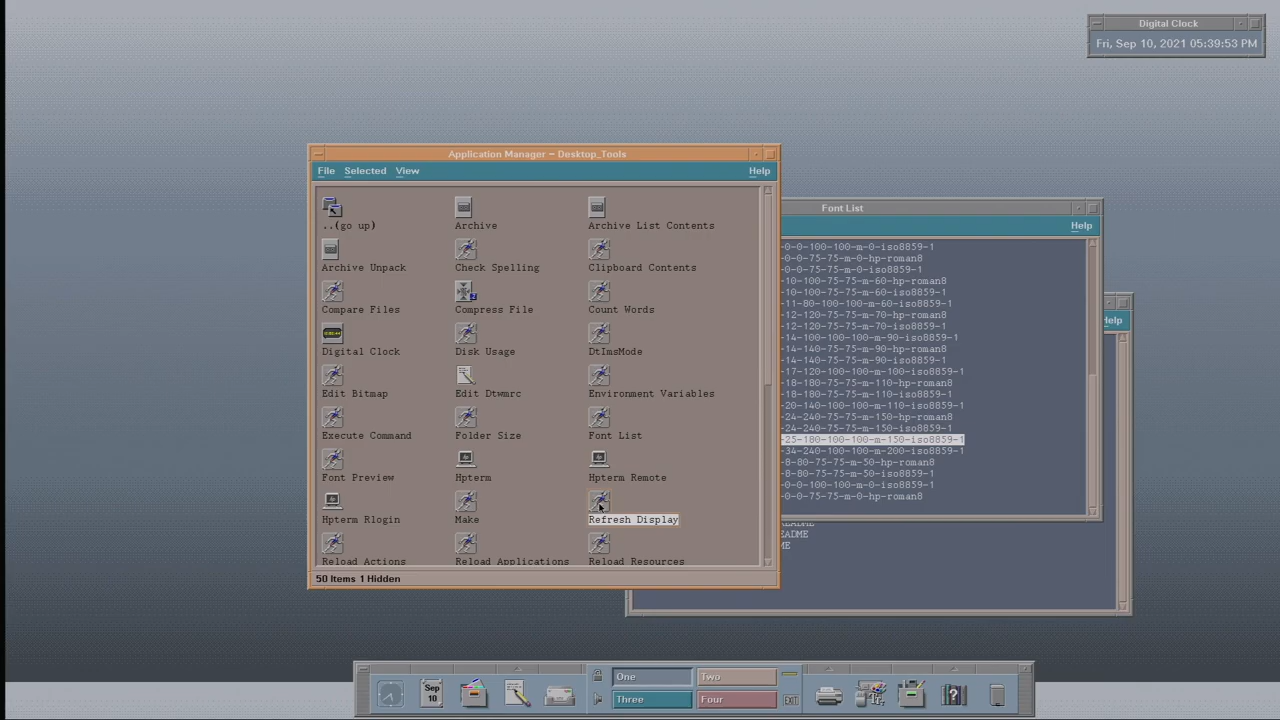 Digital Clock
Fri, Sep 10, 2021 05:39:53 PM
Application Manager - Desktop_Tools
File Selected View Help
..(go up) Archive Archive List Contents
Archive Unpack Check Spelling Clipboard Contents
Compare Files Compress File Count Words
Digital Clock Disk Usage DtImsMode
Edit Bitmap Edit Dtwmrc Environment Variables
Execute Command Folder Size Font List
Font Preview Hpterm Hpterm Remote
Hpterm Rlogin Make Refresh Display
Reload Actions Reload Applications Reload Resources
50 Items 1 Hidden
Font List
Help
-0-0-100-100-m-0-iso8859-1
-0-0-75-75-m-0-hp-roman8
-0-0-75-75-m-0-iso8859-1
-10-100-75-75-m-60-hp-roman8
-10-100-75-75-m-60-iso8859-1
-11-80-100-100-m-60-iso8859-1
-12-120-75-75-m-70-hp-roman8
-12-120-75-75-m-70-iso8859-1
-14-100-100-100-m-90-iso8859-1
-14-140-75-75-m-90-hp-roman8
-14-140-75-75-m-90-iso8859-1
-17-120-100-100-m-100-iso8859-1
-18-180-75-75-m-110-hp-roman8
-18-180-75-75-m-110-iso8859-1
-20-140-100-100-m-110-iso8859-1
-24-240-75-75-m-150-hp-roman8
-24-240-75-75-m-150-iso8859-1
-25-180-100-100-m-150-iso8859-1
-34-240-100-100-m-200-iso8859-1
-8-80-75-75-m-50-hp-roman8
-8-80-75-75-m-50-iso8859-1
-0-0-100-100-m-0-iso8859-1
-0-0-75-75-m-0-hp-roman8
Help
README
EADME
ME
Sep
10
One Two
Three Four
EXIT